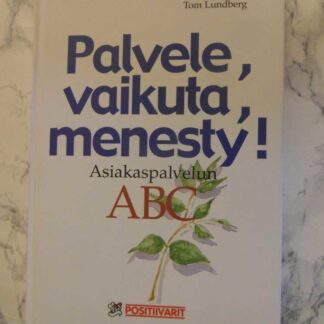 Tom Lundberg
Palvele,
vaikuta,
menesty!
Asiakaspalvelun
ABC
POSITIIVARIT